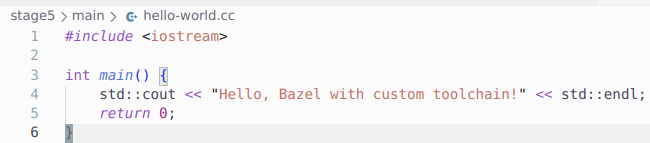 stage5 > main > hello-world.cc
1 #include <iostream>
2
3 int main() {
4     std::cout << "Hello, Bazel with custom toolchain!" << std::endl;
5     return 0;
6 }